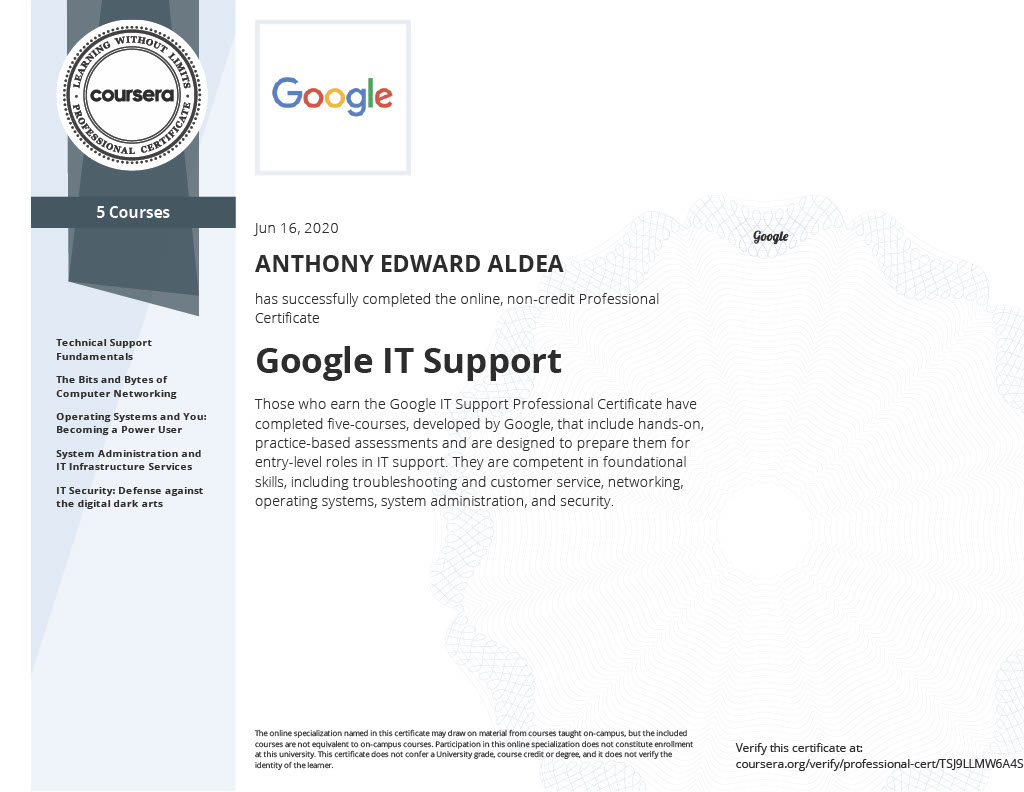 LEARNING WITHOUT LIMITS
coursera
PROFESSIONAL CERTIFICATE
5 Courses
Technical Support
Fundamentals
The Bits and Bytes of
Computer Networking
Operating Systems and You:
Becoming a Power User
System Administration and
IT Infrastructure Services
IT Security: Defense against
the digital dark arts
Google
Jun 16, 2020
Google
ANTHONY EDWARD ALDEA
has successfully completed the online, non-credit Professional
Certificate
Google IT Support
Those who earn the Google IT Support Professional Certificate have
completed five-courses, developed by Google, that include hands-on,
practice-based assessments and are designed to prepare them for
entry-level roles in IT support. They are competent in foundational
skills, including troubleshooting and customer service, networking,
operating systems, system administration, and security.
The online specialization named in this certificate may draw on material from courses taught on-campus, but the included
courses are not equivalent to on-campus courses. Participation in this online specialization does not constitute enrollment
at this university. This certificate does not confer a University grade, course credit or degree, and it does not verify the
identity of the learner.
Verify this certificate at:
coursera.org/verify/professional-cert/TSJ9LLMW6A4S